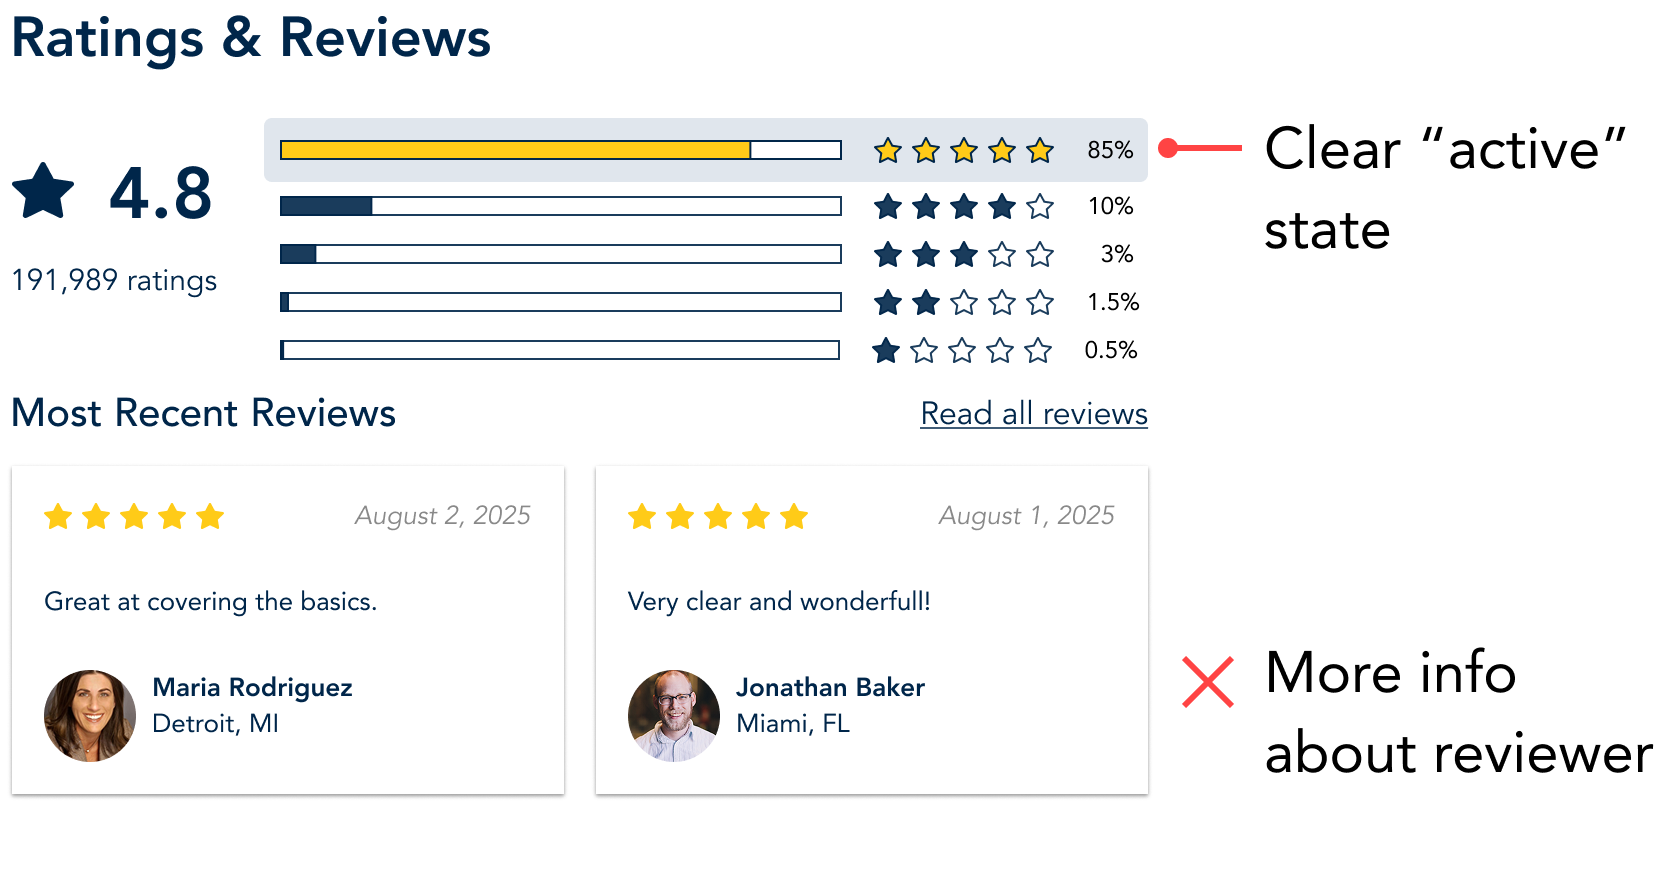 Ratings & Reviews
4.8
191,989 ratings
85%
10%
3%
1.5%
0.5%
Clear “active”
state
Most Recent Reviews
Read all reviews
August 2, 2025
Great at covering the basics.
Maria Rodriguez
Detroit, MI
August 1, 2025
Very clear and wonderfull!
Jonathan Baker
Miami, FL
More info
about reviewer